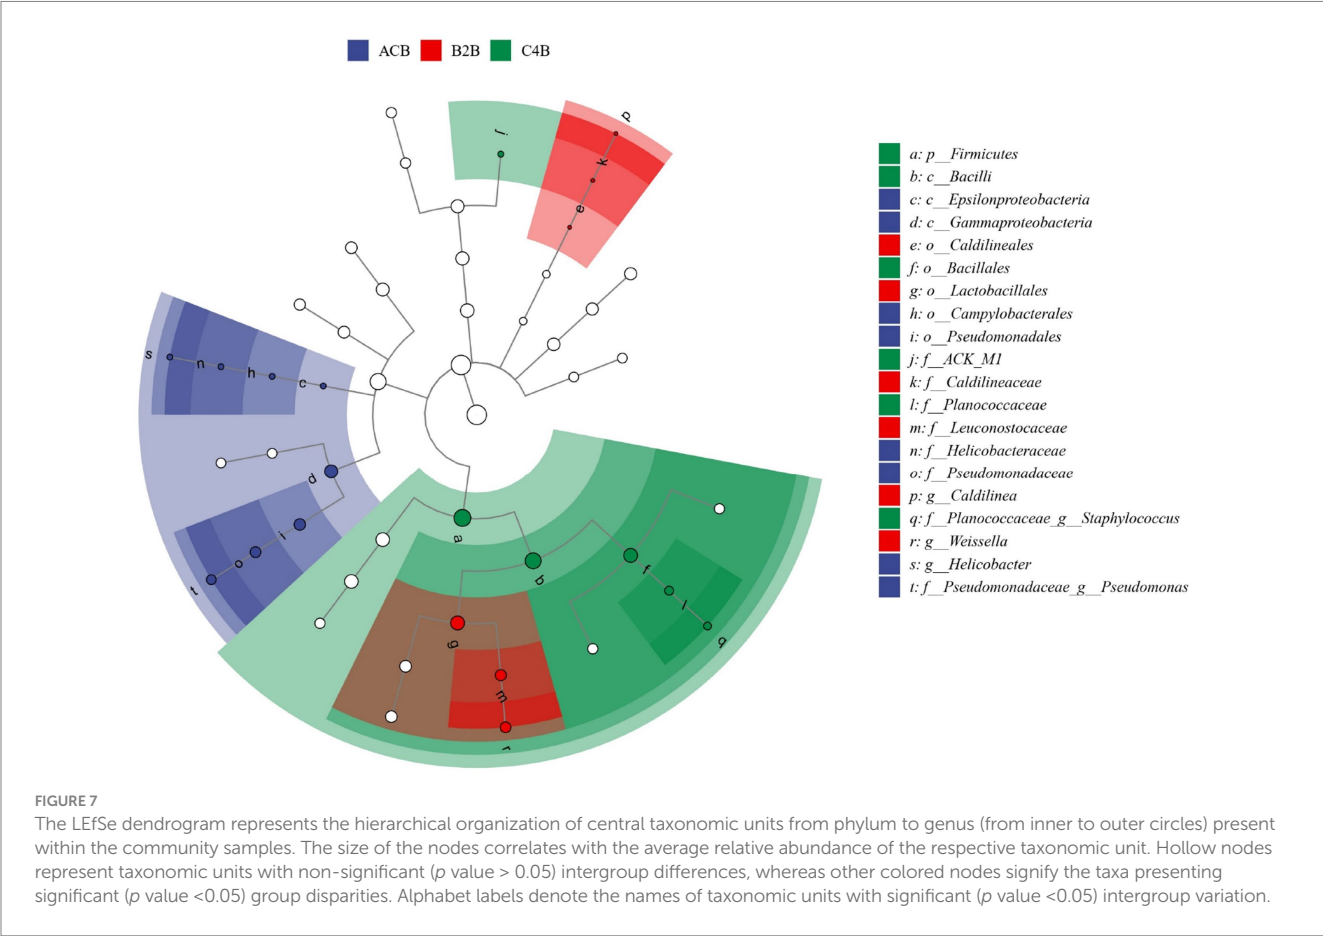 ACB B2B C4B
p
j
k
e
s
n
h
c
d
i
o
t
a
b
f
l
q
g
m
r
a: p__Firmicutes
b: c__Bacilli
c: c__Epsilonproteobacteria
d: c__Gammaproteobacteria
e: o__Caldilineales
f: o__Bacillales
g: o__Lactobacillales
h: o__Campylobacterales
i: o__Pseudomonadales
j: f__ACK_M1
k: f__Caldilineaceae
l: f__Planococcaceae
m: f__Leuconostocaceae
n: f__Helicobacteraceae
o: f__Pseudomonadaceae
p: g__Caldilinea
q: f__Planococcaceae_g__Staphylococcus
r: g__Weissella
s: g__Helicobacter
t: f__Pseudomonadaceae_g__Pseudomonas
FIGURE 7
The LEfSe dendrogram represents the hierarchical organization of central taxonomic units from phylum to genus (from inner to outer circles) present
within the community samples. The size of the nodes correlates with the average relative abundance of the respective taxonomic unit. Hollow nodes
represent taxonomic units with non-significant (p value > 0.05) intergroup differences, whereas other colored nodes signify the taxa presenting
significant (p value <0.05) group disparities. Alphabet labels denote the names of taxonomic units with significant (p value <0.05) intergroup variation.